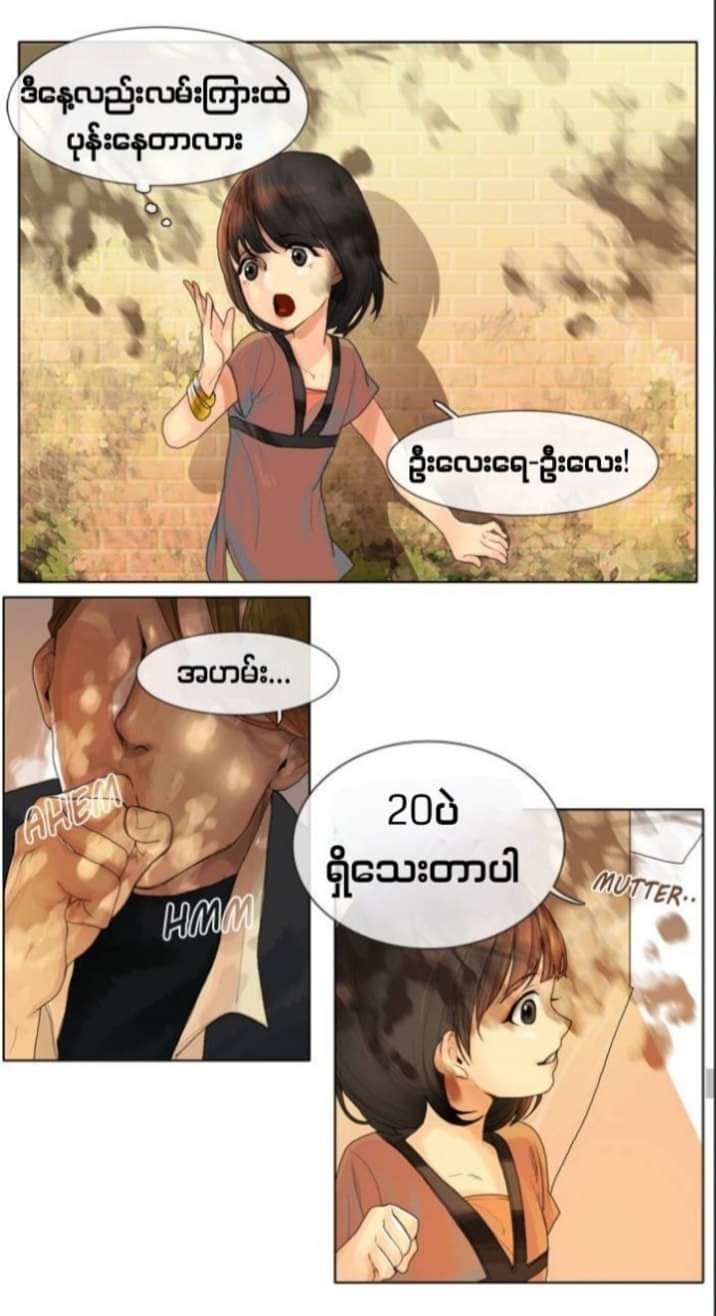 ဒီနေ့လည်းလမ်းကြားထဲ
ပုန်းနေတာလား
ဦးလေးရေ-ဦးလေး!
အဟမ်း...
AHEM
HMM
20ပဲ
ရှိသေးတာပါ
MUTTER..